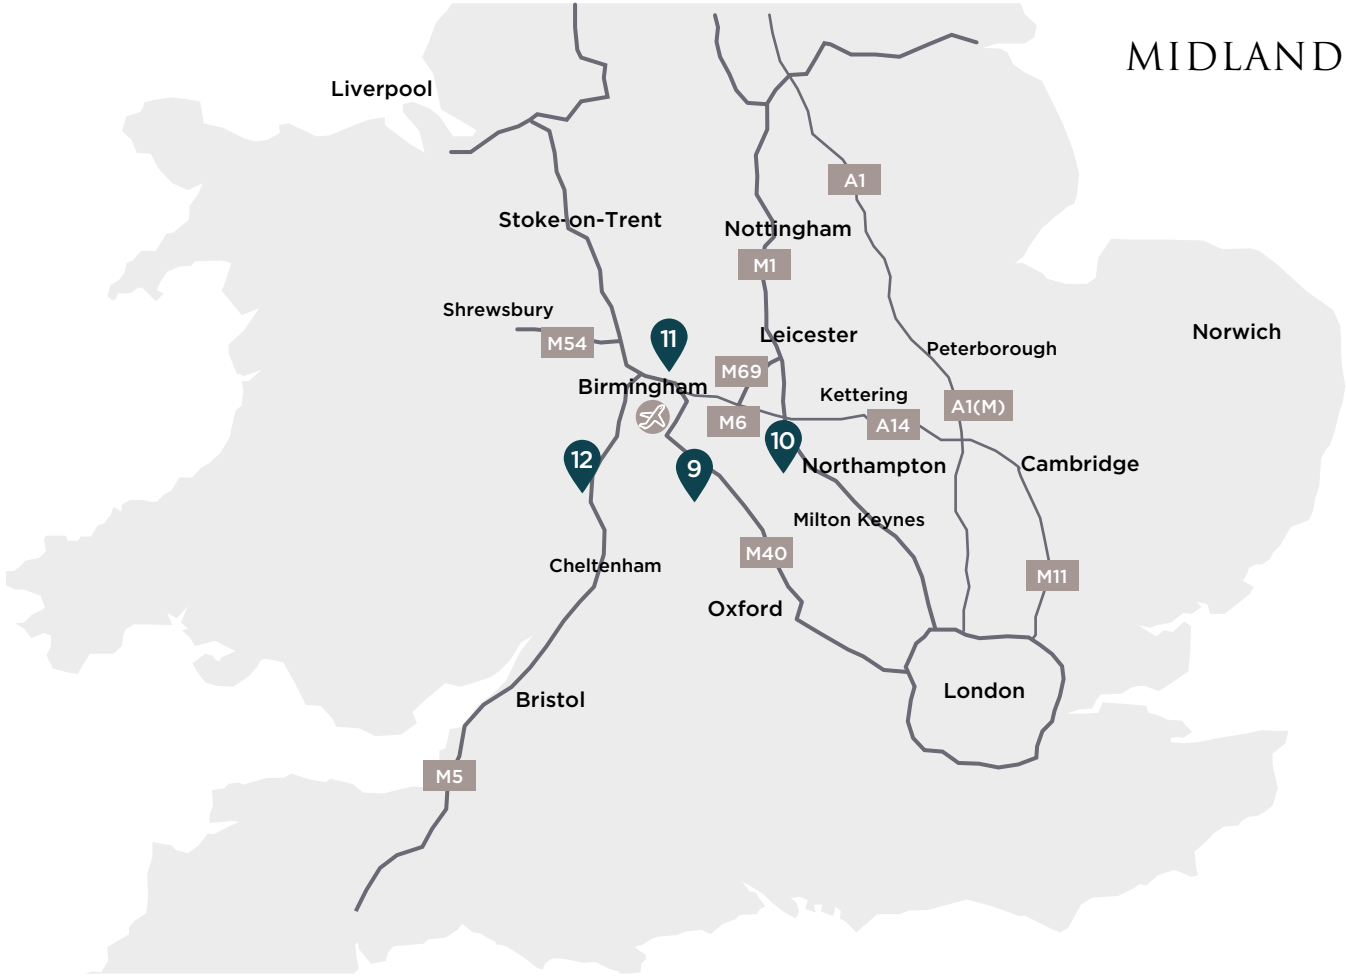 MIDLAND
Liverpool
A1
Stoke-on-Trent
Nottingham
M1
Shrewsbury
M54
11
Leicester
Norwich
Peterborough
M69
Birmingham
Kettering
A1(M)
M6
A14
10
12
9
Northampton
Cambridge
Milton Keynes
M40
Cheltenham
M11
Oxford
London
Bristol
M5